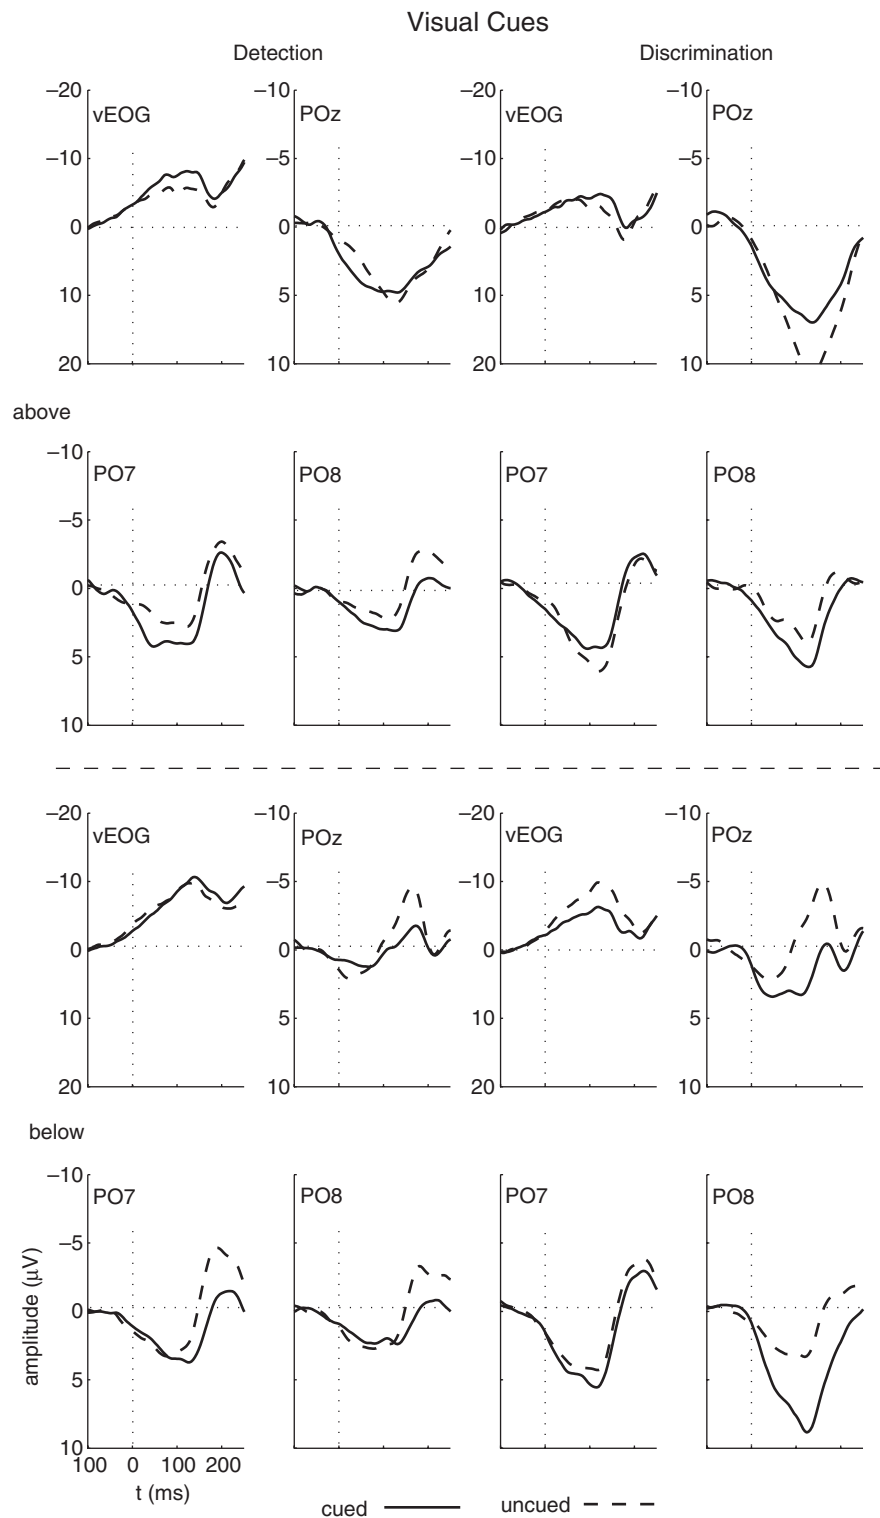 Visual Cues
Detection Discrimination
vEOG POz vEOG POz
−20 −10 −20 −10
−10 −5 −10 −5
0 0 0 0
10 5 10 5
20 10 20 10
above
PO7 PO8 PO7 PO8
−10
−5
0
5
10
vEOG POz vEOG POz
−20 −10 −20 −10
−10 −5 −10 −5
0 0 0 0
10 5 10 5
20 10 20 10
below
PO7 PO8 PO7 PO8
−10
−5
0
5
10
amplitude (μV)
100 0 100 200
t (ms)
cued uncued